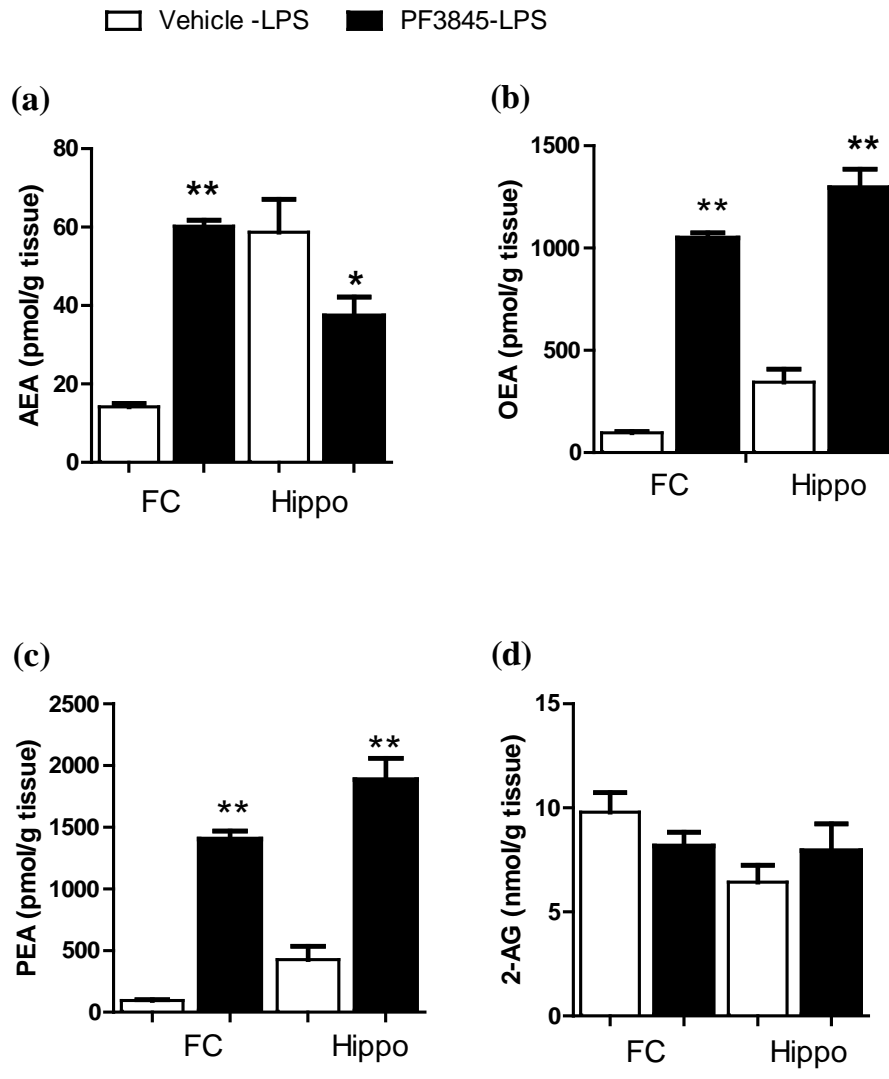 Vehicle -LPS PF3845-LPS
(a)
AEA (pmol/g tissue)
80
60
40
20
0
**
*
FC Hippo
(b)
OEA (pmol/g tissue)
1500
1000
500
0
**
**
FC Hippo
(c)
PEA (pmol/g tissue)
2500
2000
1500
1000
500
0
**
**
FC Hippo
(d)
2-AG (nmol/g tissue)
15
10
5
0
FC Hippo